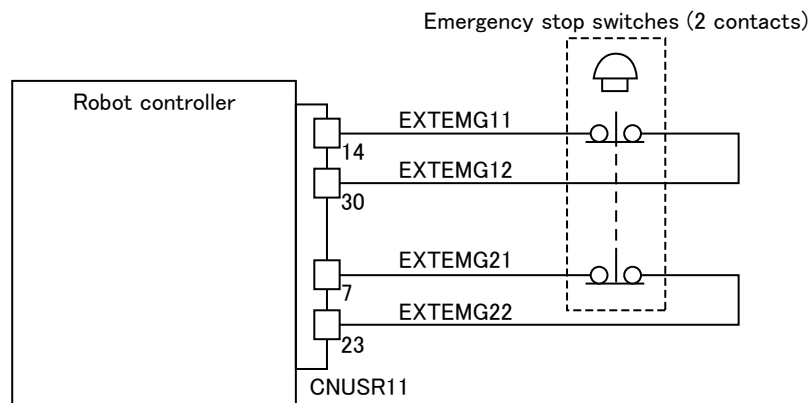 Emergency stop switches (2 contacts)
Robot controller
EXTEMG11
14
EXTEMG12
30
EXTEMG21
7
EXTEMG22
23
CNUSR11